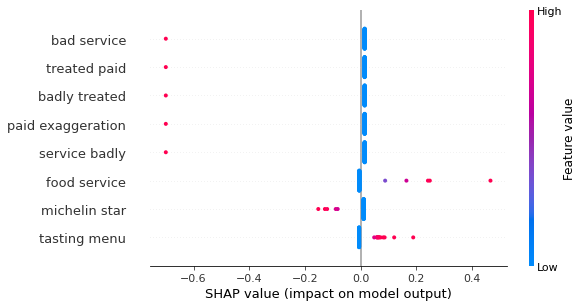 High
bad service
treated paid
badly treated
paid exaggeration
service badly
food service
michelin star
tasting menu
Feature value
Low
−0.6 −0.4 −0.2 0.0 0.2 0.4
SHAP value (impact on model output)